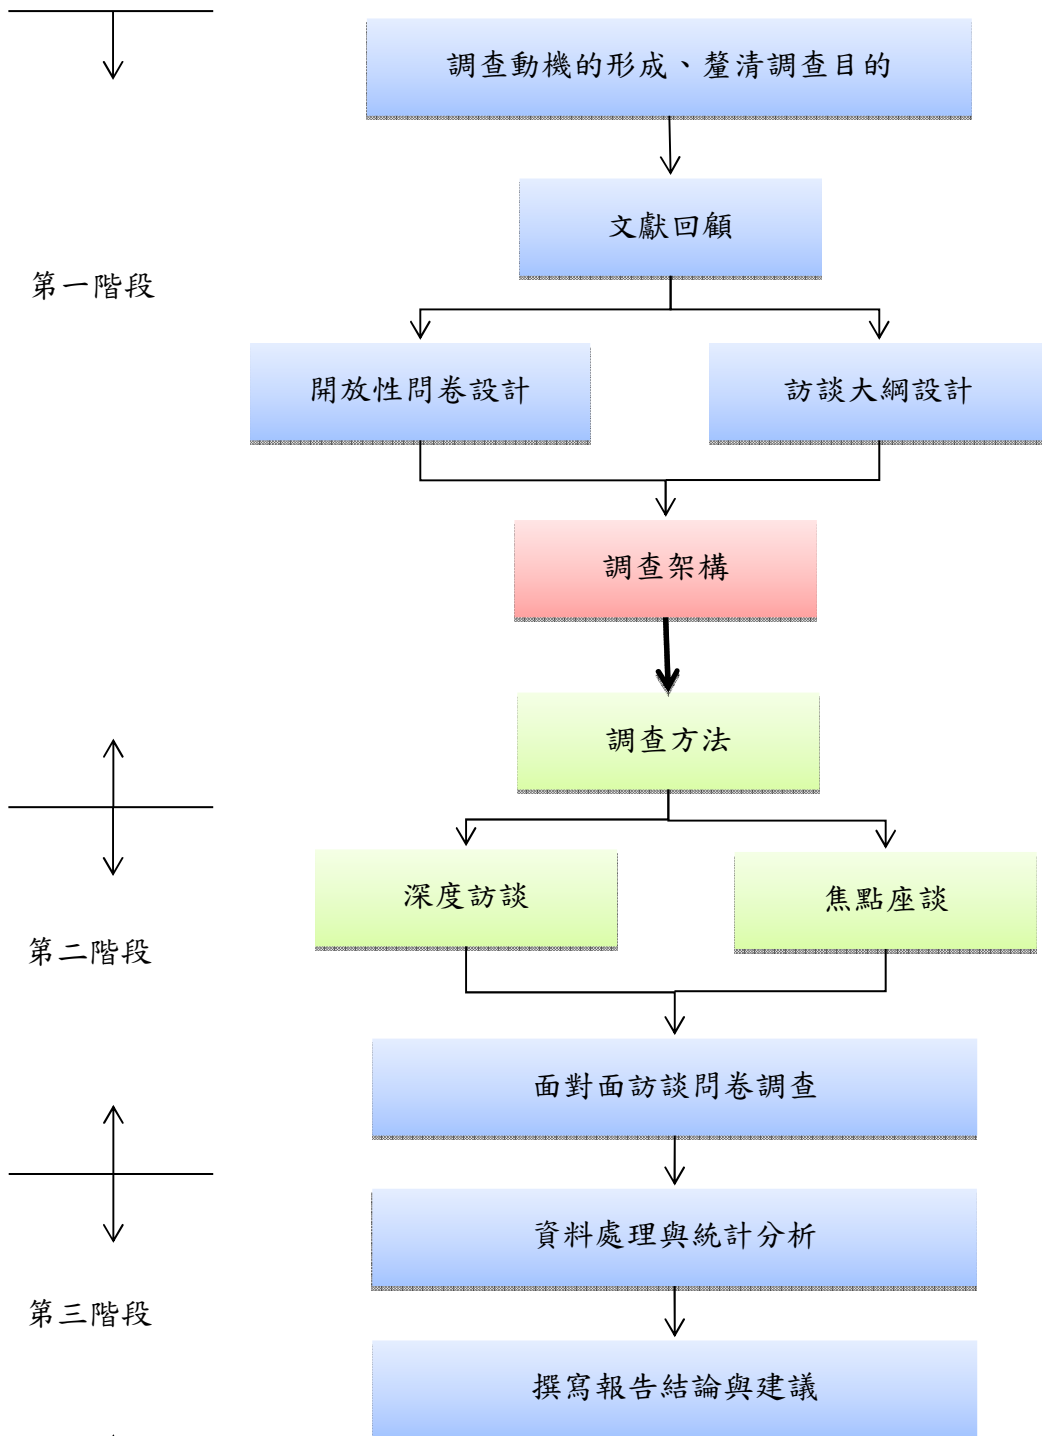 調查動機的形成、釐清調查目的
文獻回顧
第一階段
開放性問卷設計
訪談大綱設計
調查架構
調查方法
深度訪談
焦點座談
第二階段
面對面訪談問卷調查
資料處理與統計分析
第三階段
撰寫報告結論與建議